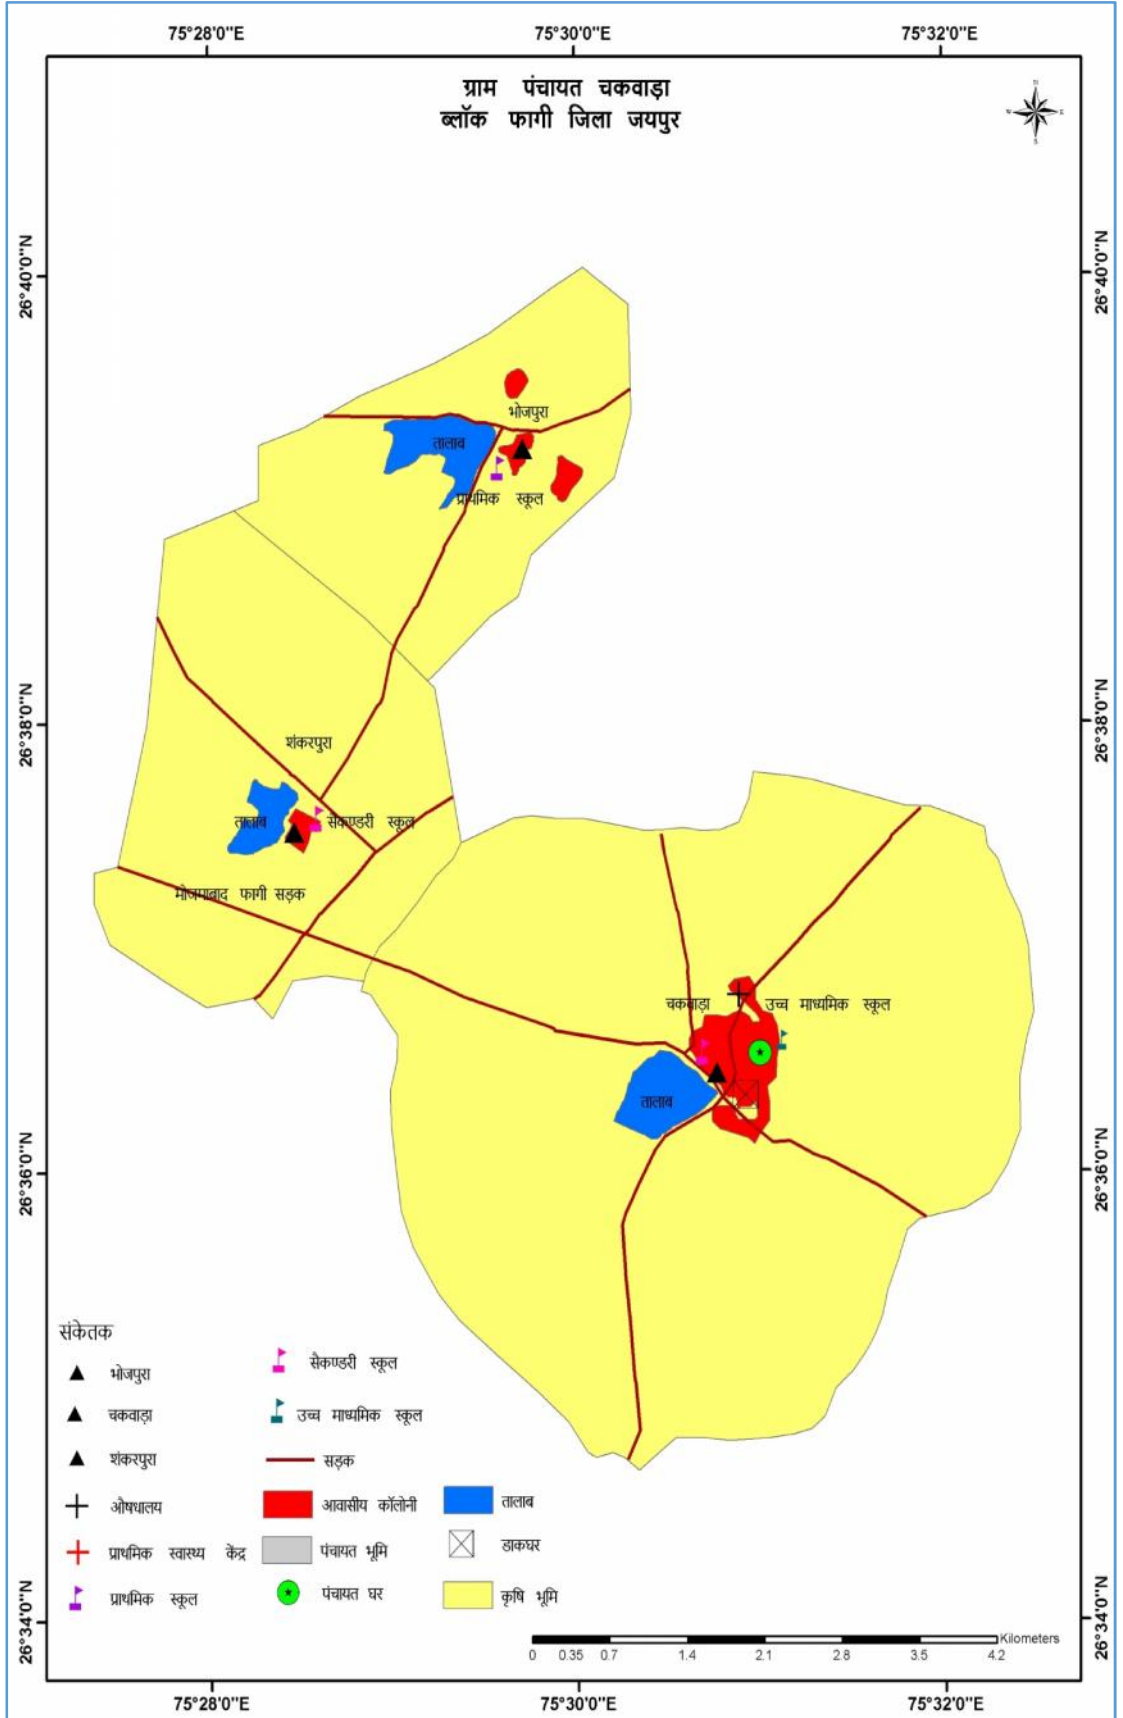 75°28'0"E 75°30'0"E 75°32'0"E
ग्राम पंचायत चकवाड़ा
ब्लॉक फागी जिला जयपुर
N
W E
S
26°40'0"N 26°40'0"N
भोजपुरा
तालाब
प्राथमिक स्कूल
26°38'0"N 26°38'0"N
शंकरपुरा
तालाब सैकण्डरी स्कूल
मोजमाबाद फागी सड़क
चकवाड़ा उच्च माध्यमिक स्कूल
तालाब
26°36'0"N 26°36'0"N
संकेतक
भोजपुरा
चकवाड़ा
शंकरपुरा
औषधालय
प्राथमिक स्वास्थ्य केंद्र
प्राथमिक स्कूल
सैकण्डरी स्कूल
उच्च माध्यमिक स्कूल
सड़क
आवासीय कॉलोनी
पंचायत भूमि
पंचायत घर
तालाब
डाकघर
कृषि भूमि
26°34'0"N 26°34'0"N
Kilometers
0 0.35 0.7 1.4 2.1 2.8 3.5 4.2
75°28'0"E 75°30'0"E 75°32'0"E